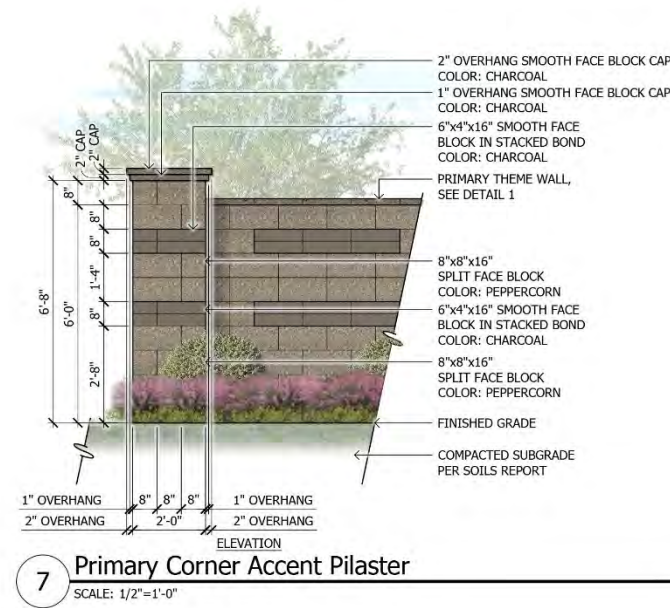 2" OVERHANG SMOOTH FACE BLOCK CAP
COLOR: CHARCOAL
1" OVERHANG SMOOTH FACE BLOCK CAP
COLOR: CHARCOAL
6"x4"x16" SMOOTH FACE
BLOCK IN STACKED BOND
COLOR: CHARCOAL
PRIMARY THEME WALL,
SEE DETAIL 1
8"x8"x16"
SPLIT FACE BLOCK
COLOR: PEPPERCORN
6"x4"x16" SMOOTH FACE
BLOCK IN STACKED BOND
COLOR: CHARCOAL
8"x8"x16"
SPLIT FACE BLOCK
COLOR: PEPPERCORN
FINISHED GRADE
COMPACTED SUBGRADE
PER SOILS REPORT
2" CAP
2" CAP
8"
8"
8"
1'-4"
8"
2'-8"
6'-0"
6'-8"
1" OVERHANG 8" 8" 8" 1" OVERHANG
2" OVERHANG 2'-0" 2" OVERHANG
ELEVATION
7 Primary Corner Accent Pilaster
SCALE: 1/2"=1'-0"